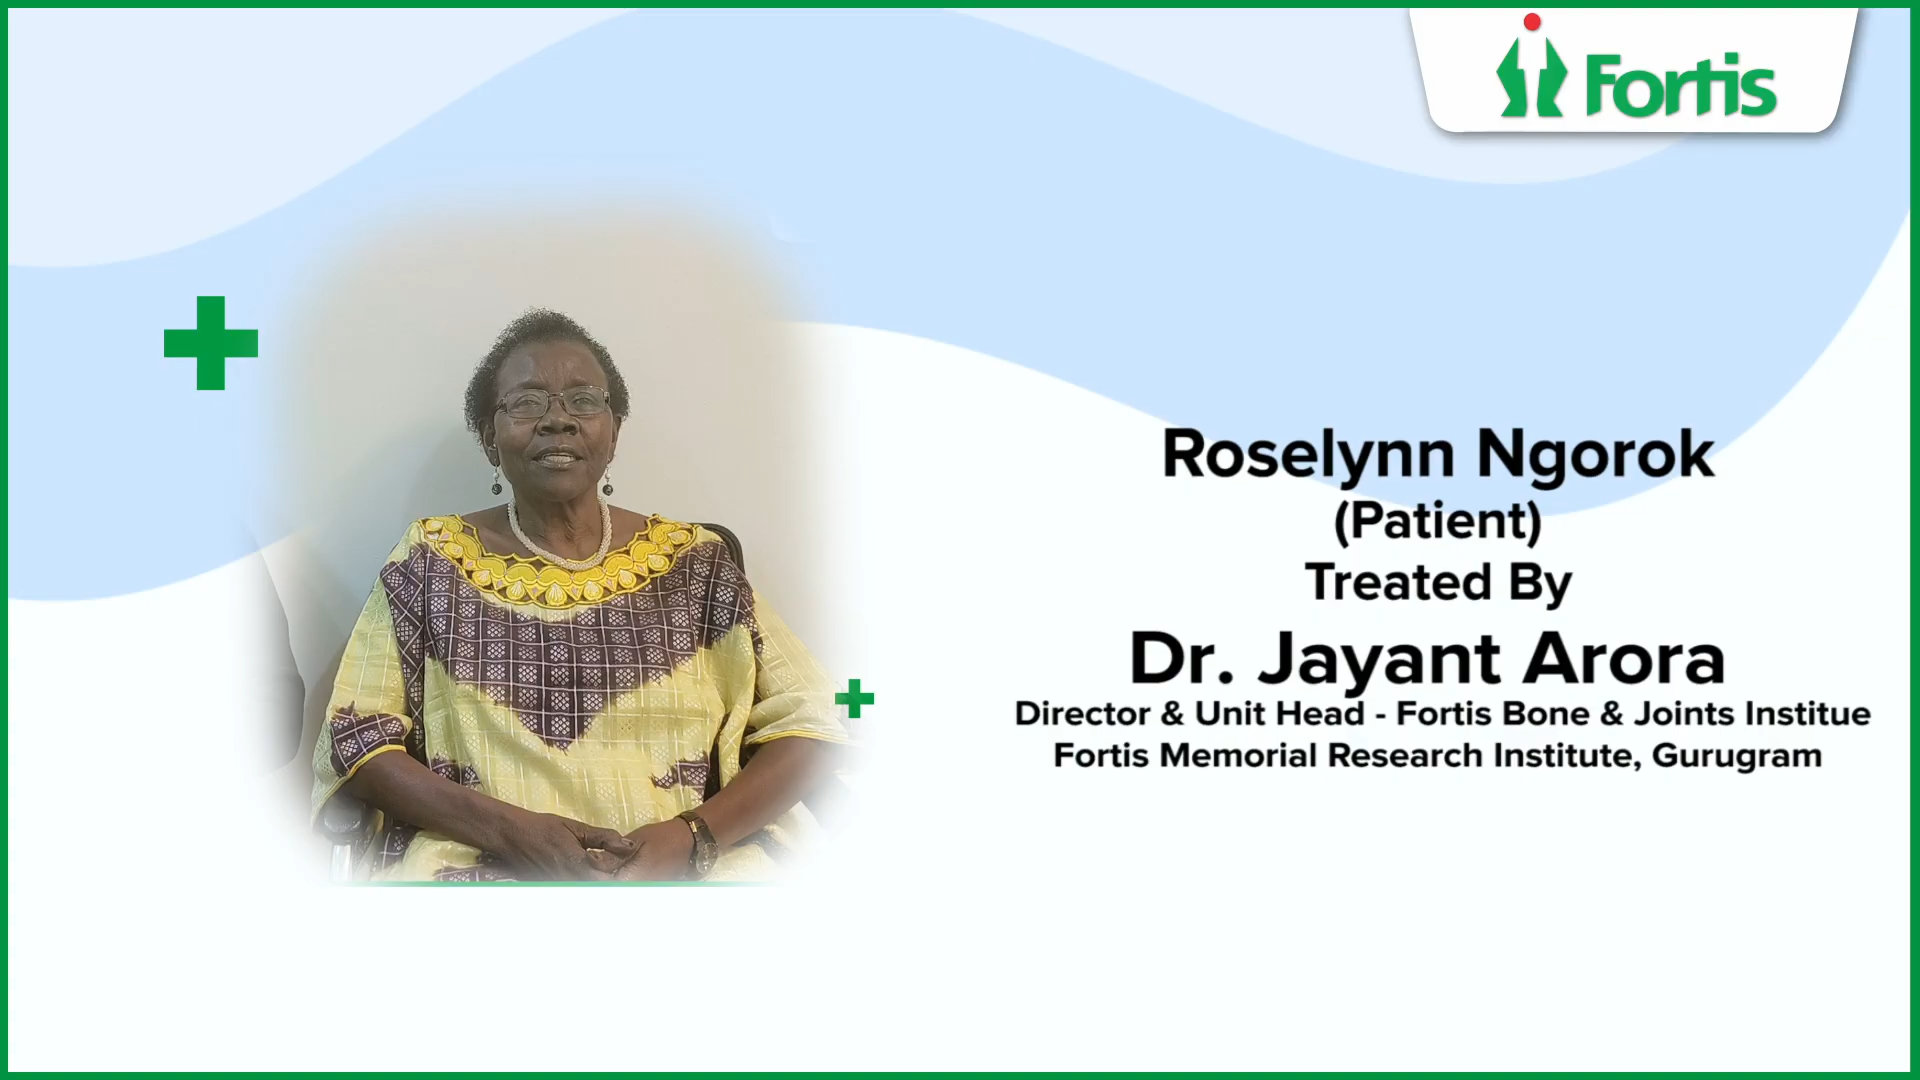 Fortis
Roselynn Ngorok
(Patient)
Treated By
Dr. Jayant Arora
Director & Unit Head - Fortis Bone & Joints Institue
Fortis Memorial Research Institute, Gurugram